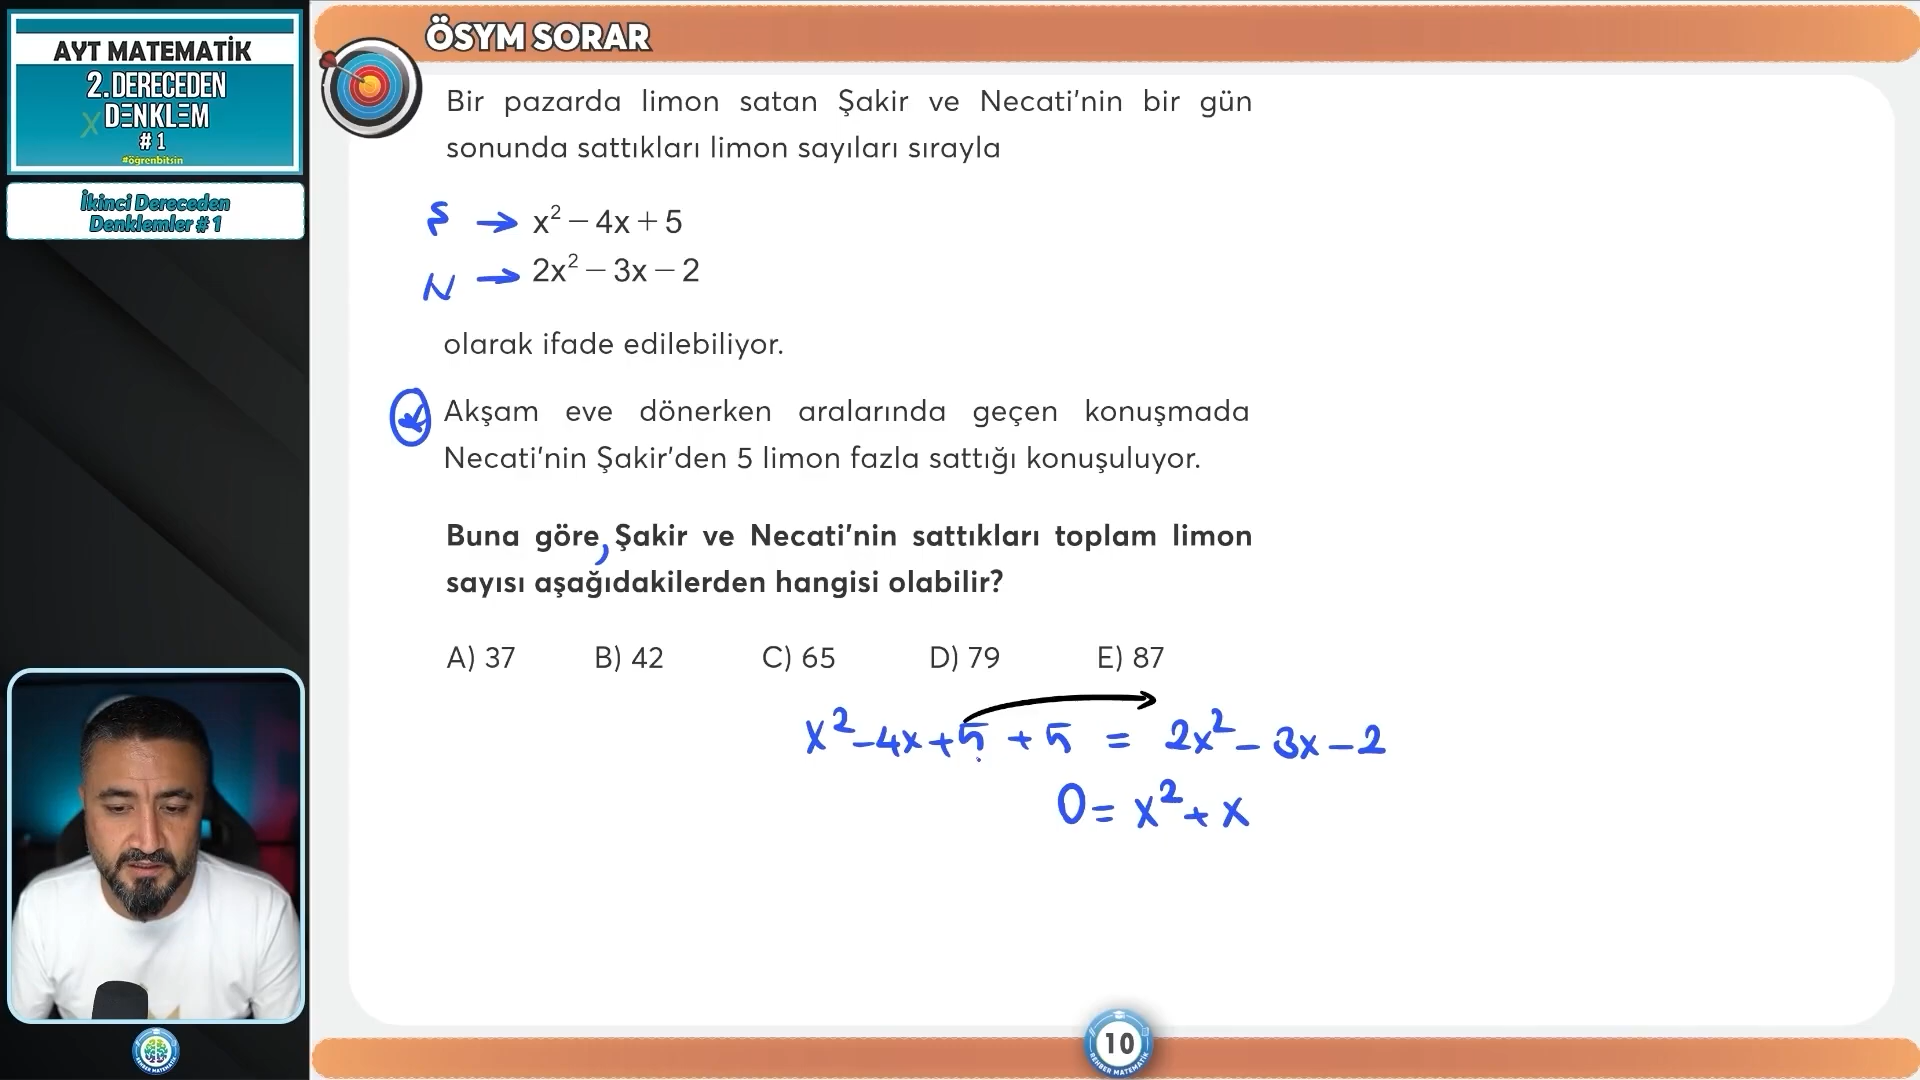 AYT MATEMATİK
2.DERECEDEN
DENKLEM
# 1
#öğrenbitsin
İkinci Dereceden
Denklemler # 1
ÖSYM SORAR
Bir pazarda limon satan Şakir ve Necati'nin bir gün
sonunda sattıkları limon sayıları sırayla
Ş → x² – 4x + 5
N → 2x² – 3x – 2
olarak ifade edilebiliyor.
Akşam eve dönerken aralarında geçen konuşmada
Necati'nin Şakir'den 5 limon fazla sattığı konuşuluyor.
Buna göre, Şakir ve Necati'nin sattıkları toplam limon
sayısı aşağıdakilerden hangisi olabilir?
A) 37 B) 42 C) 65 D) 79 E) 87
x² – 4x + 5 + 5 = 2x² – 3x – 2
0 = x² + x
10
REHBER MATEMATİK